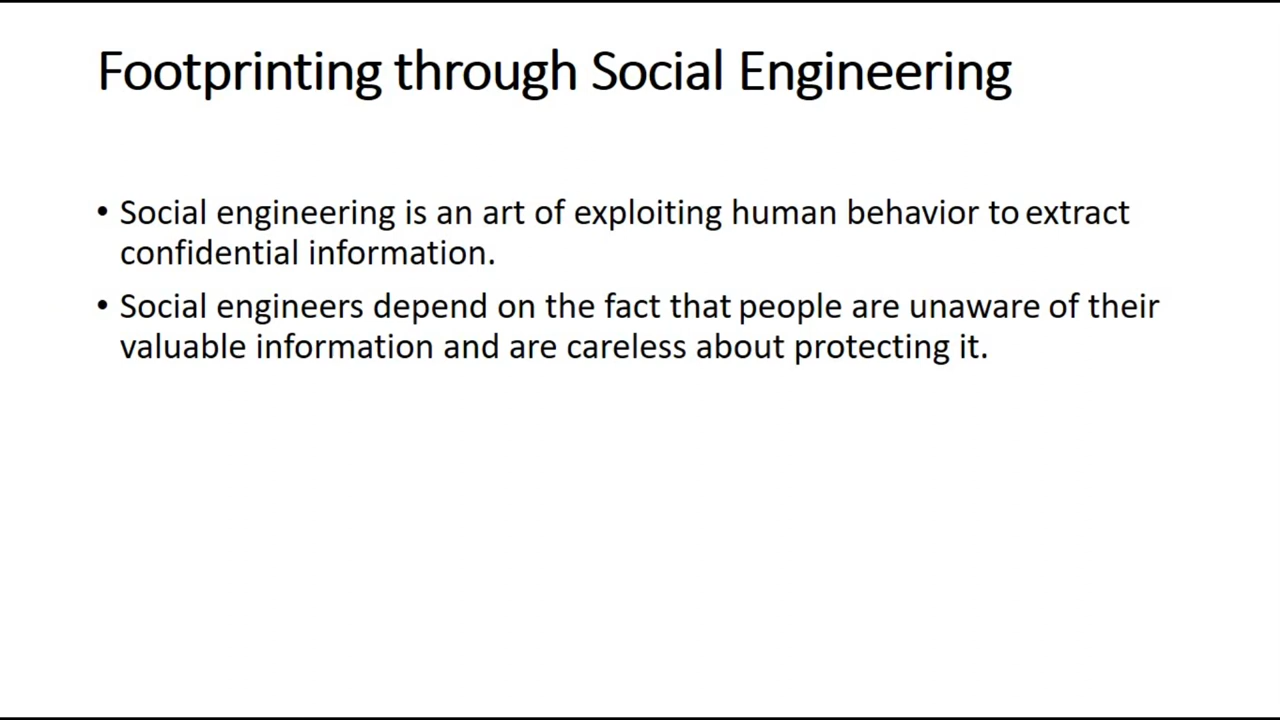 Footprinting through Social Engineering
• Social engineering is an art of exploiting human behavior to extract
confidential information.
• Social engineers depend on the fact that people are unaware of their
valuable information and are careless about protecting it.